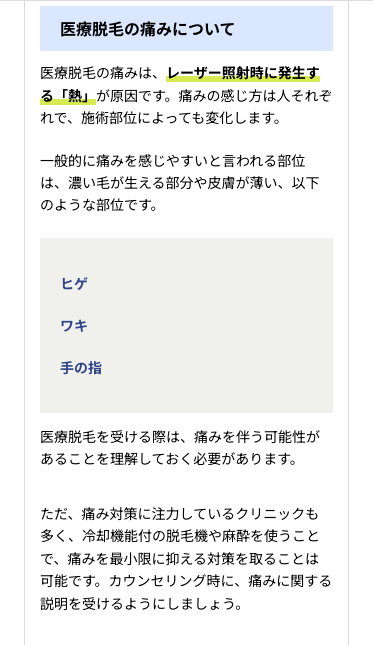 医療脱毛の痛みについて
医療脱毛の痛みは、レーザー照射時に発生す
る「熱」が原因です。痛みの感じ方は人それぞ
れで、施術部位によっても変化します。
一般的に痛みを感じやすいと言われる部位
は、濃い毛が生える部分や皮膚が薄い、以下
のような部位です。
ヒゲ
ワキ
手の指
医療脱毛を受ける際は、痛みを伴う可能性が
あることを理解しておく必要があります。
ただ、痛み対策に注力しているクリニックも
多く、冷却機能付の脱毛機や麻酔を使うこと
で、痛みを最小限に抑える対策を取ることは
可能です。カウンセリング時に、痛みに関する
説明を受けるようにしましょう。